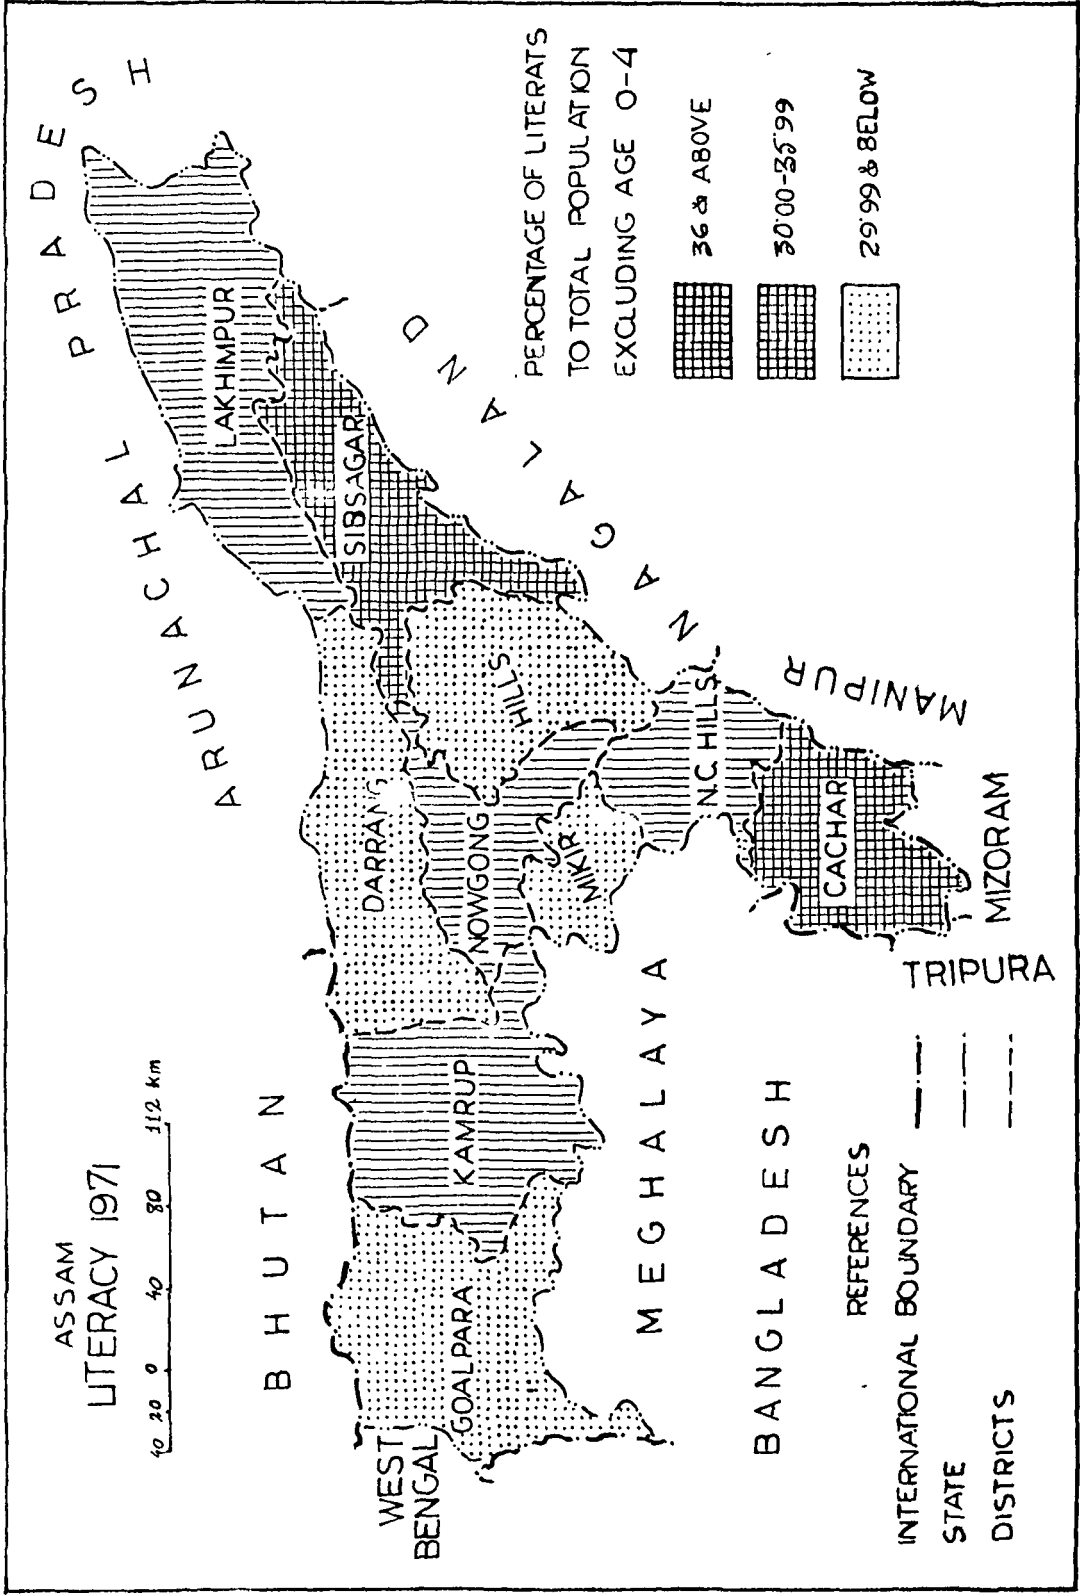 ASSAM
LITERACY 1971
40 20 0 40 80 112 km
ARUNACHAL PRADESH
BHUTAN
WEST
BENGAL
LAKHIMPUR
SIBSAGAR
DARRANG
NOWGONG
MIKIR HILLS
KAMRUP
GOALPARA
N.C. HILLS
CACHAR
NAGALAND
MANIPUR
MEGHALAYA
MIZORAM
TRIPURA
BANGLADESH
PERCENTAGE OF LITERATS
TO TOTAL POPULATION
EXCLUDING AGE 0-4
36 & ABOVE
30.00-35.99
29.99 & BELOW
REFERENCES
INTERNATIONAL BOUNDARY
STATE
DISTRICTS